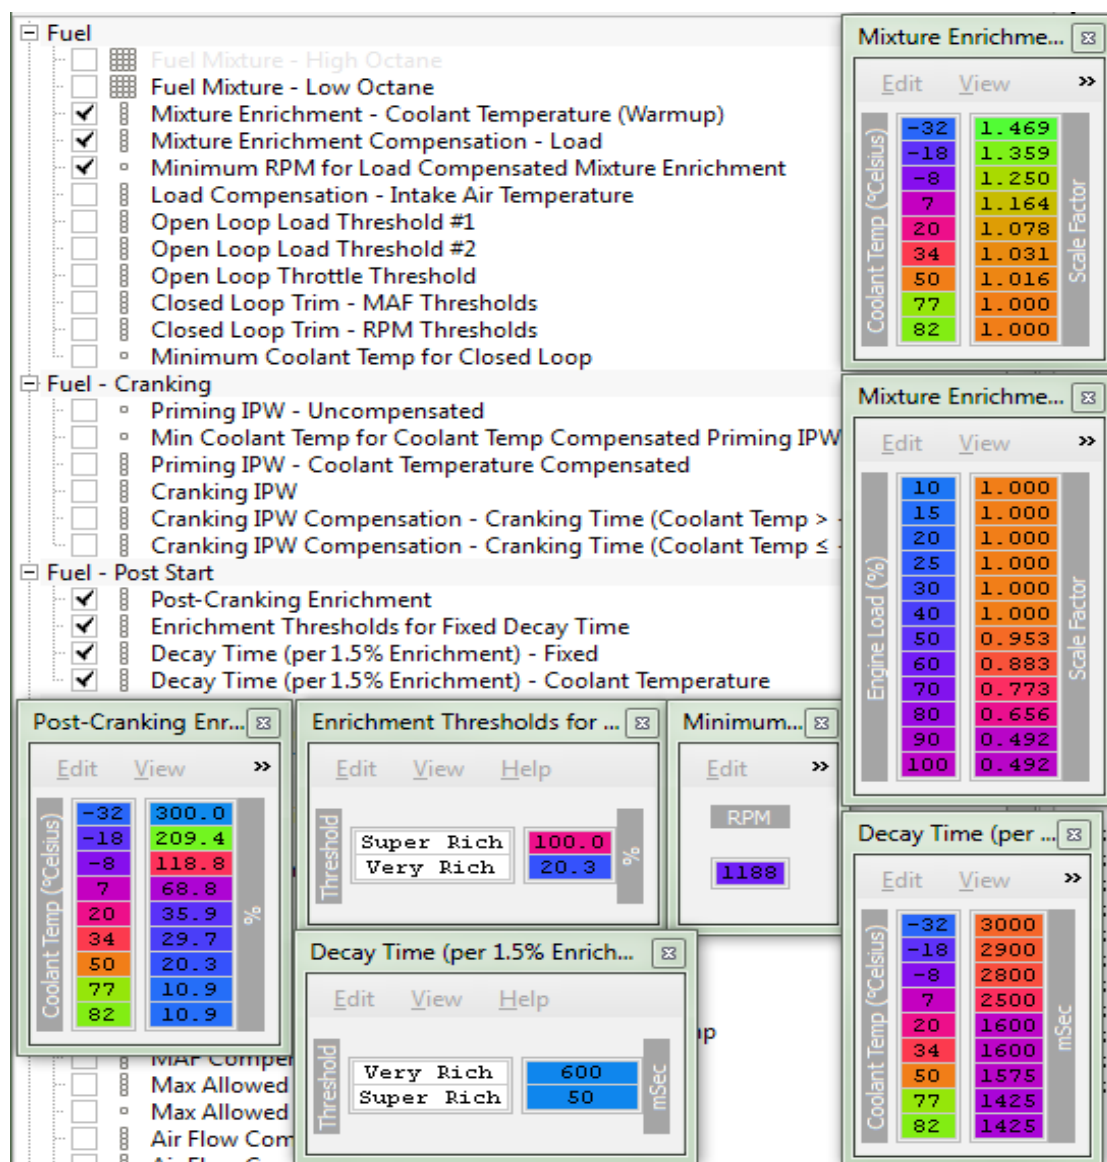 Fuel
Fuel Mixture - High Octane
Fuel Mixture - Low Octane
Mixture Enrichment - Coolant Temperature (Warmup)
Mixture Enrichment Compensation - Load
Minimum RPM for Load Compensated Mixture Enrichment
Load Compensation - Intake Air Temperature
Open Loop Load Threshold #1
Open Loop Load Threshold #2
Open Loop Throttle Threshold
Closed Loop Trim - MAF Thresholds
Closed Loop Trim - RPM Thresholds
Minimum Coolant Temp for Closed Loop
Fuel - Cranking
Priming IPW - Uncompensated
Min Coolant Temp for Coolant Temp Compensated Priming IPW
Priming IPW - Coolant Temperature Compensated
Cranking IPW
Cranking IPW Compensation - Cranking Time (Coolant Temp > -
Cranking IPW Compensation - Cranking Time (Coolant Temp ≤ -
Fuel - Post Start
Post-Cranking Enrichment
Enrichment Thresholds for Fixed Decay Time
Decay Time (per 1.5% Enrichment) - Fixed
Decay Time (per 1.5% Enrichment) - Coolant Temperature
Mixture Enrichme...
Edit View »
Coolant Temp (°Celsius)
-32 1.469
-18 1.359
-8 1.250
7 1.164
20 1.078
34 1.031
50 1.016
77 1.000
82 1.000
Scale Factor
Mixture Enrichme...
Edit View »
Engine Load (%)
10 1.000
15 1.000
20 1.000
25 1.000
30 1.000
40 1.000
50 0.953
60 0.883
70 0.773
80 0.656
90 0.492
100 0.492
Scale Factor
Post-Cranking Enr...
Edit View »
Coolant Temp (°Celsius)
-32 300.0
-18 209.4
-8 118.8
7 68.8
20 35.9
34 29.7
50 20.3
77 10.9
82 10.9
%
Enrichment Thresholds for ...
Edit View Help
Threshold
Super Rich 100.0
Very Rich 20.3
%
Minimum...
Edit »
RPM
1188
Decay Time (per 1.5% Enrich...
Edit View Help
Threshold
Very Rich 600
Super Rich 50
mSec
Decay Time (per ...
Edit View »
Coolant Temp (°Celsius)
-32 3000
-18 2900
-8 2800
7 2500
20 1600
34 1600
50 1575
77 1425
82 1425
mSec
MAF Comper
Max Allowed
Max Allowed
Air Flow Com